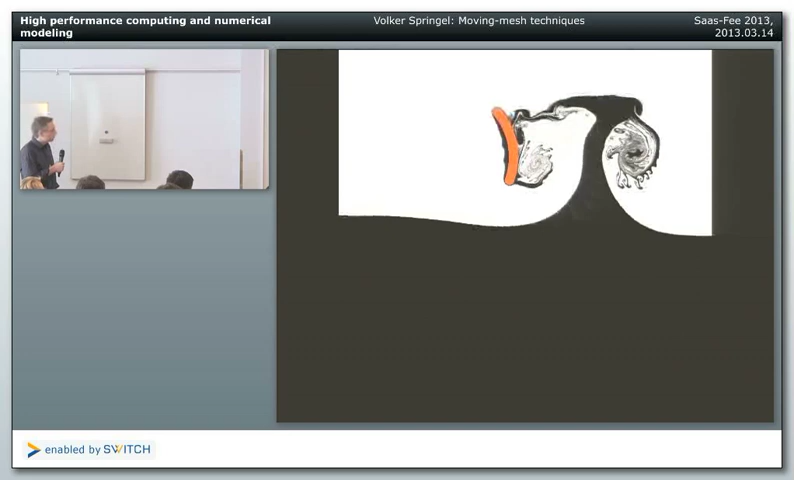 High performance computing and numerical modeling
Volker Springel: Moving-mesh techniques
Saas-Fee 2013, 2013.03.14
enabled by SWITCH